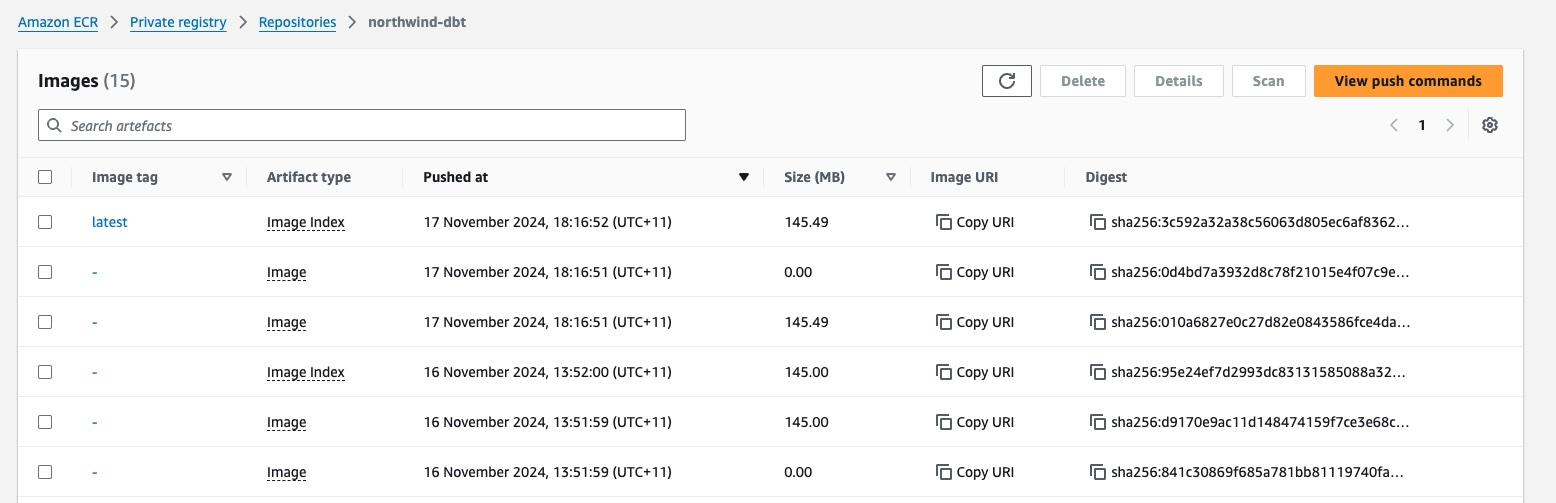 Amazon ECR > Private registry > Repositories > northwind-dbt
Images (15) Delete Details Scan View push commands
Search artefacts 1
Image tag Artifact type Pushed at Size (MB) Image URI Digest
latest Image Index 17 November 2024, 18:16:52 (UTC+11) 145.49 Copy URI sha256:3c592a32a38c56063d805ec6af8362...
- Image 17 November 2024, 18:16:51 (UTC+11) 0.00 Copy URI sha256:0d4bd7a3932d8c78f21015e4f07c9e...
- Image 17 November 2024, 18:16:51 (UTC+11) 145.49 Copy URI sha256:010a6827e0c27d82e0843586fce4da...
- Image Index 16 November 2024, 13:52:00 (UTC+11) 145.00 Copy URI sha256:95e24ef7d2993dc83131585088a32...
- Image 16 November 2024, 13:51:59 (UTC+11) 145.00 Copy URI sha256:d9170e9ac11d148474159f7ce3e68c...
- Image 16 November 2024, 13:51:59 (UTC+11) 0.00 Copy URI sha256:841c30869f685a781bb81119740fa...